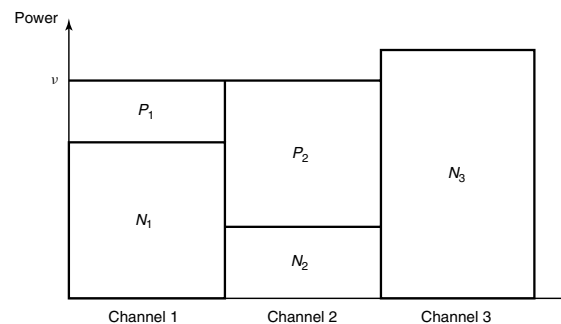 Power
ν
P1
P2
N3
N1
N2
Channel 1 Channel 2 Channel 3